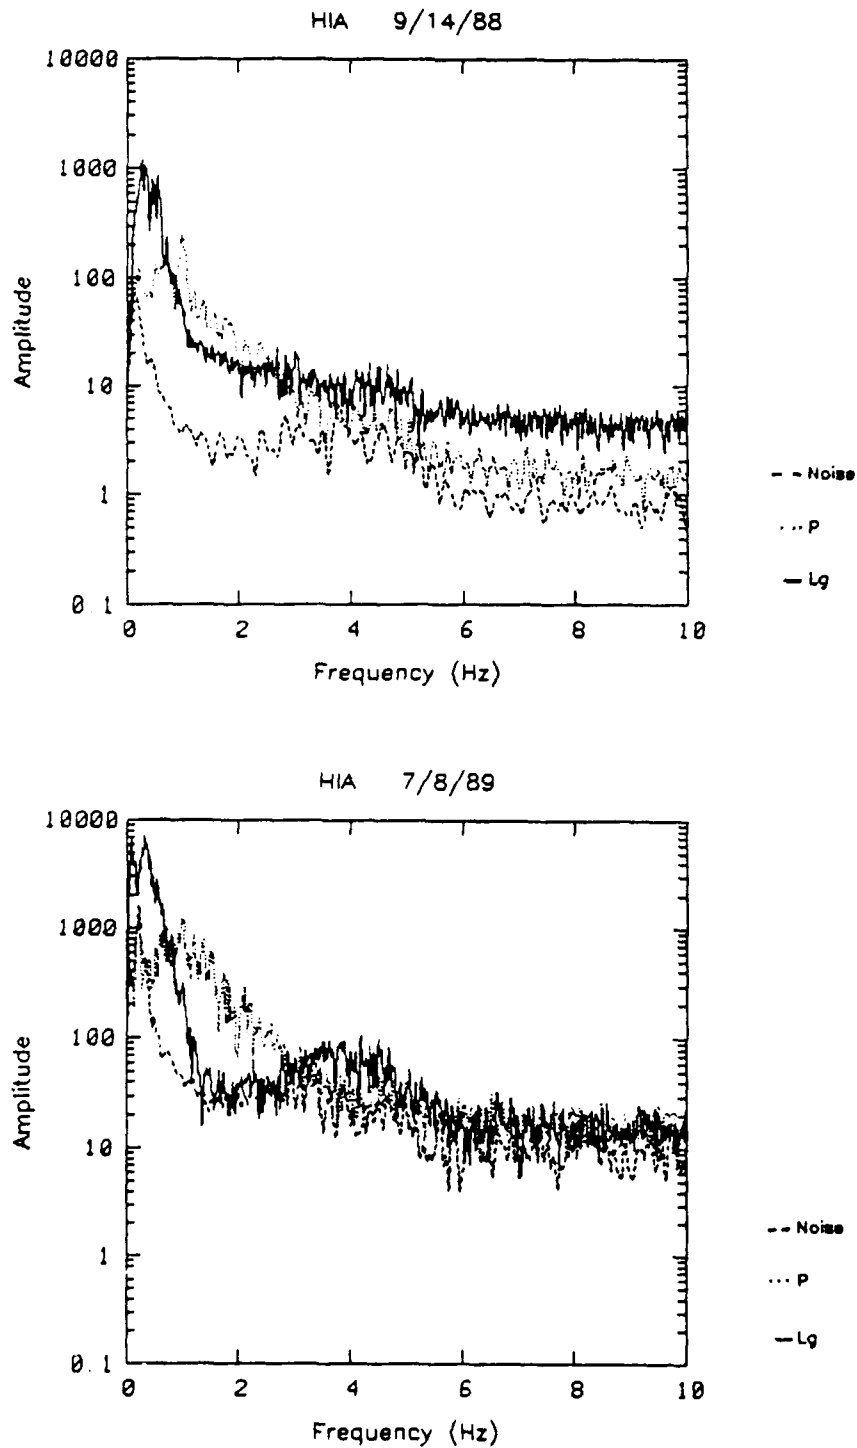 HIA 9/14/88
10000
1000
100
10
1
0.1
Amplitude
0 2 4 6 8 10
Frequency (Hz)
-- Noise
... P
— Lg
HIA 7/8/89
10000
1000
100
10
1
0.1
Amplitude
0 2 4 6 8 10
Frequency (Hz)
-- Noise
... P
— Lg